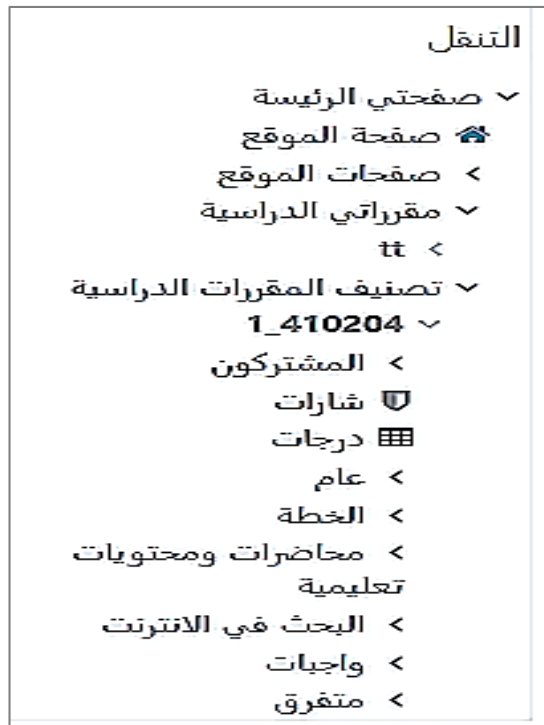 التنقل
صفحتي الرئيسة
صفحة الموقع
صفحات الموقع
مقرراتي الدراسية
tt
تصنيف المقررات الدراسية
1_410204
المشتركون
شارات
درجات
عام
الخطة
محاضرات ومحتويات
تعليمية
البحث في الانترنت
واجبات
متفرق